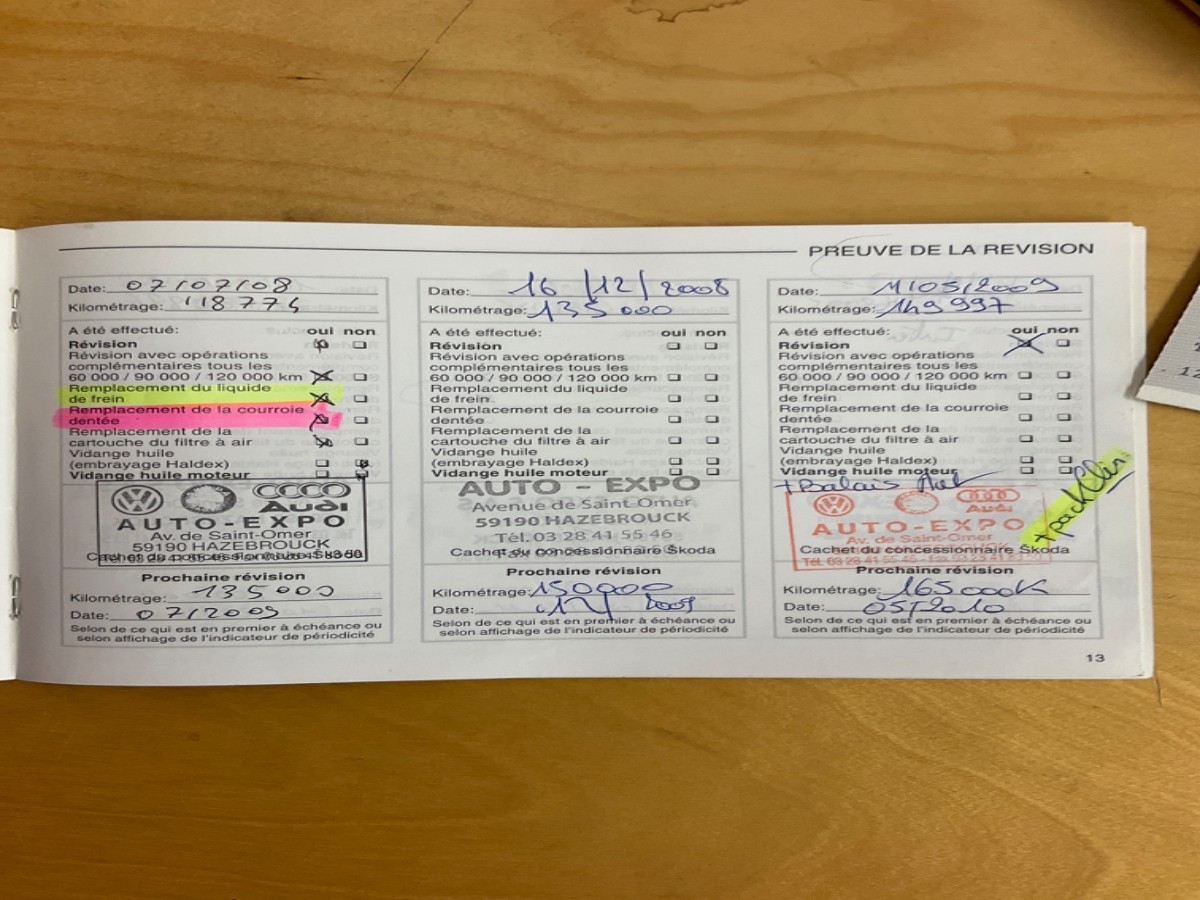 PREUVE DE LA REVISION
Date: 07/07/08
Kilométrage: 118774
A été effectué:
oui non
Révision
Révision avec opérations
complémentaires tous les
60 000 / 90 000 / 120 000 km
Remplacement du liquide
de frein
Remplacement de la courroie
dentée
Remplacement de la
cartouche du filtre à air
Vidange huile
(embrayage Haldex)
Vidange huile moteur
Audi
AUTO-EXPO
Av. de Saint-Omer
59190 HAZEBROUCK
Cachet du concessionnaire Škoda
Prochaine révision
Kilométrage: 135000
Date: 07/2009
Selon de ce qui est en premier à échéance ou
selon affichage de l'indicateur de périodicité
Date: 16/12/2008
Kilométrage: 135 000
A été effectué:
oui non
Révision
Révision avec opérations
complémentaires tous les
60 000 / 90 000 / 120 000 km
Remplacement du liquide
de frein.
Remplacement de la courroie
dentée
Remplacement de la
cartouche du filtre à air
Vidange huile
(embrayage Haldex)
Vidange huile moteur
AUTO - EXPO
Avenue de Saint-Omer
59190 HAZEBROUCK
Tél. 03 28 41 55 46
Cachet du concessionnaire Škoda
Prochaine révision
Kilométrage: 150000
Date: 12/2009
Selon de ce qui est en premier à échéance ou
selon affichage de l'indicateur de périodicité
Date: 11/05/2009
Kilométrage: 149997
A été effectué:
oui non
Révision
Révision avec opérations
complémentaires tous les
60 000 / 90 000 / 120 000 km
Remplacement du liquide
de frein
Remplacement de la courroie
dentée
Remplacement de la
cartouche du filtre à air
Vidange huile
(embrayage Haldex)
Vidange huile moteur
+ Balais
+ pack Clim
Audi
AUTO-EXPO
Av. de Saint-Omer
Cachet du concessionnaire Škoda
Prochaine révision
Kilométrage: 165000K
Date: 05/2010
Selon de ce qui est en premier à échéance ou
selon affichage de l'indicateur de périodicité
13